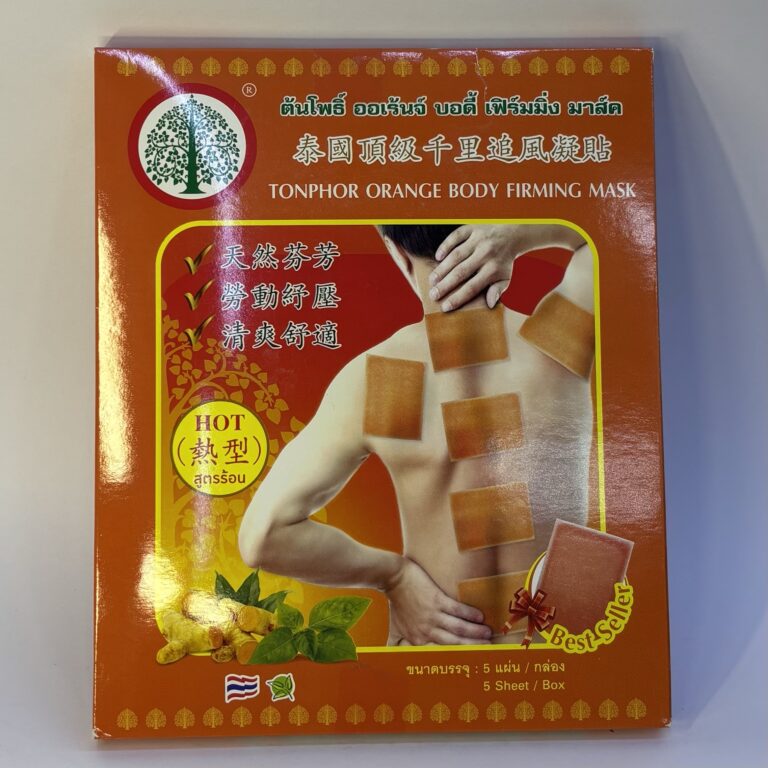 ®
ต้นโพธิ์ ออเร้นจ์ บอดี้ เฟิร์มมิ่ง มาส์ค
泰國頂級千里追風凝貼
TONPHOR ORANGE BODY FIRMING MASK
天然芬芳
勞動紓壓
清爽舒適
HOT
(熱型)
สูตรร้อน
Best Seller
ขนาดบรรจุ : 5 แผ่น / กล่อง
5 Sheet / Box